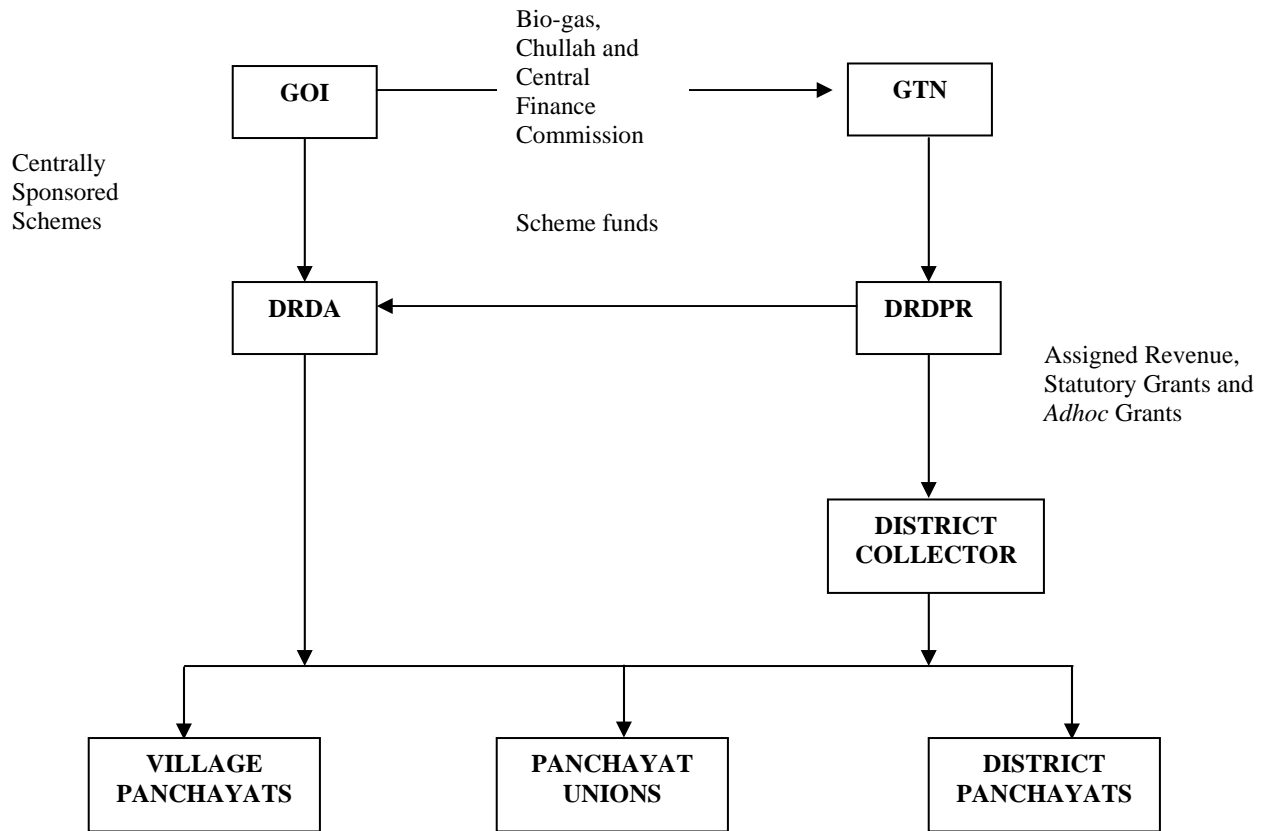 Bio-gas,
Chullah and
Central
Finance
Commission
GOI
GTN
Centrally
Sponsored
Schemes
Scheme funds
DRDA
DRDPR
Assigned Revenue,
Statutory Grants and
Adhoc Grants
DISTRICT
COLLECTOR
VILLAGE
PANCHAYATS
PANCHAYAT
UNIONS
DISTRICT
PANCHAYATS